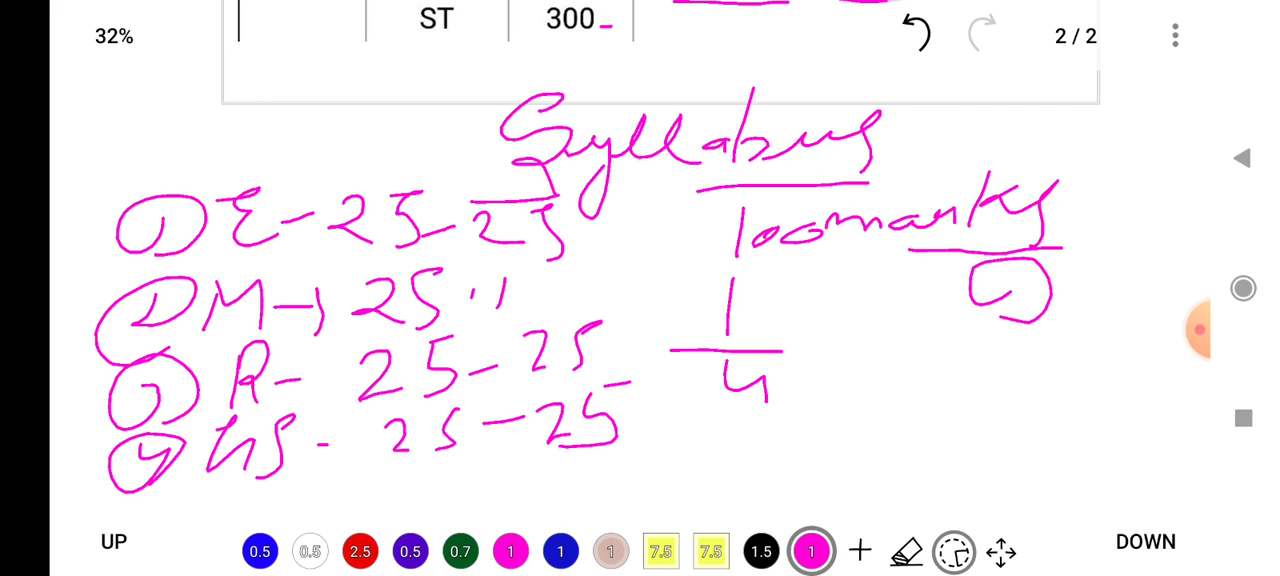 32%
ST 300 -
2 / 2
Syllabus
① E - 25 - 25
100 marks
② M → 25 "
1/4
③ R - 25 - 25
④ GS - 25 - 25
UP
0.5 0.5 2.5 0.5 0.7 1 1 1 7.5 7.5 1.5 1 +
DOWN